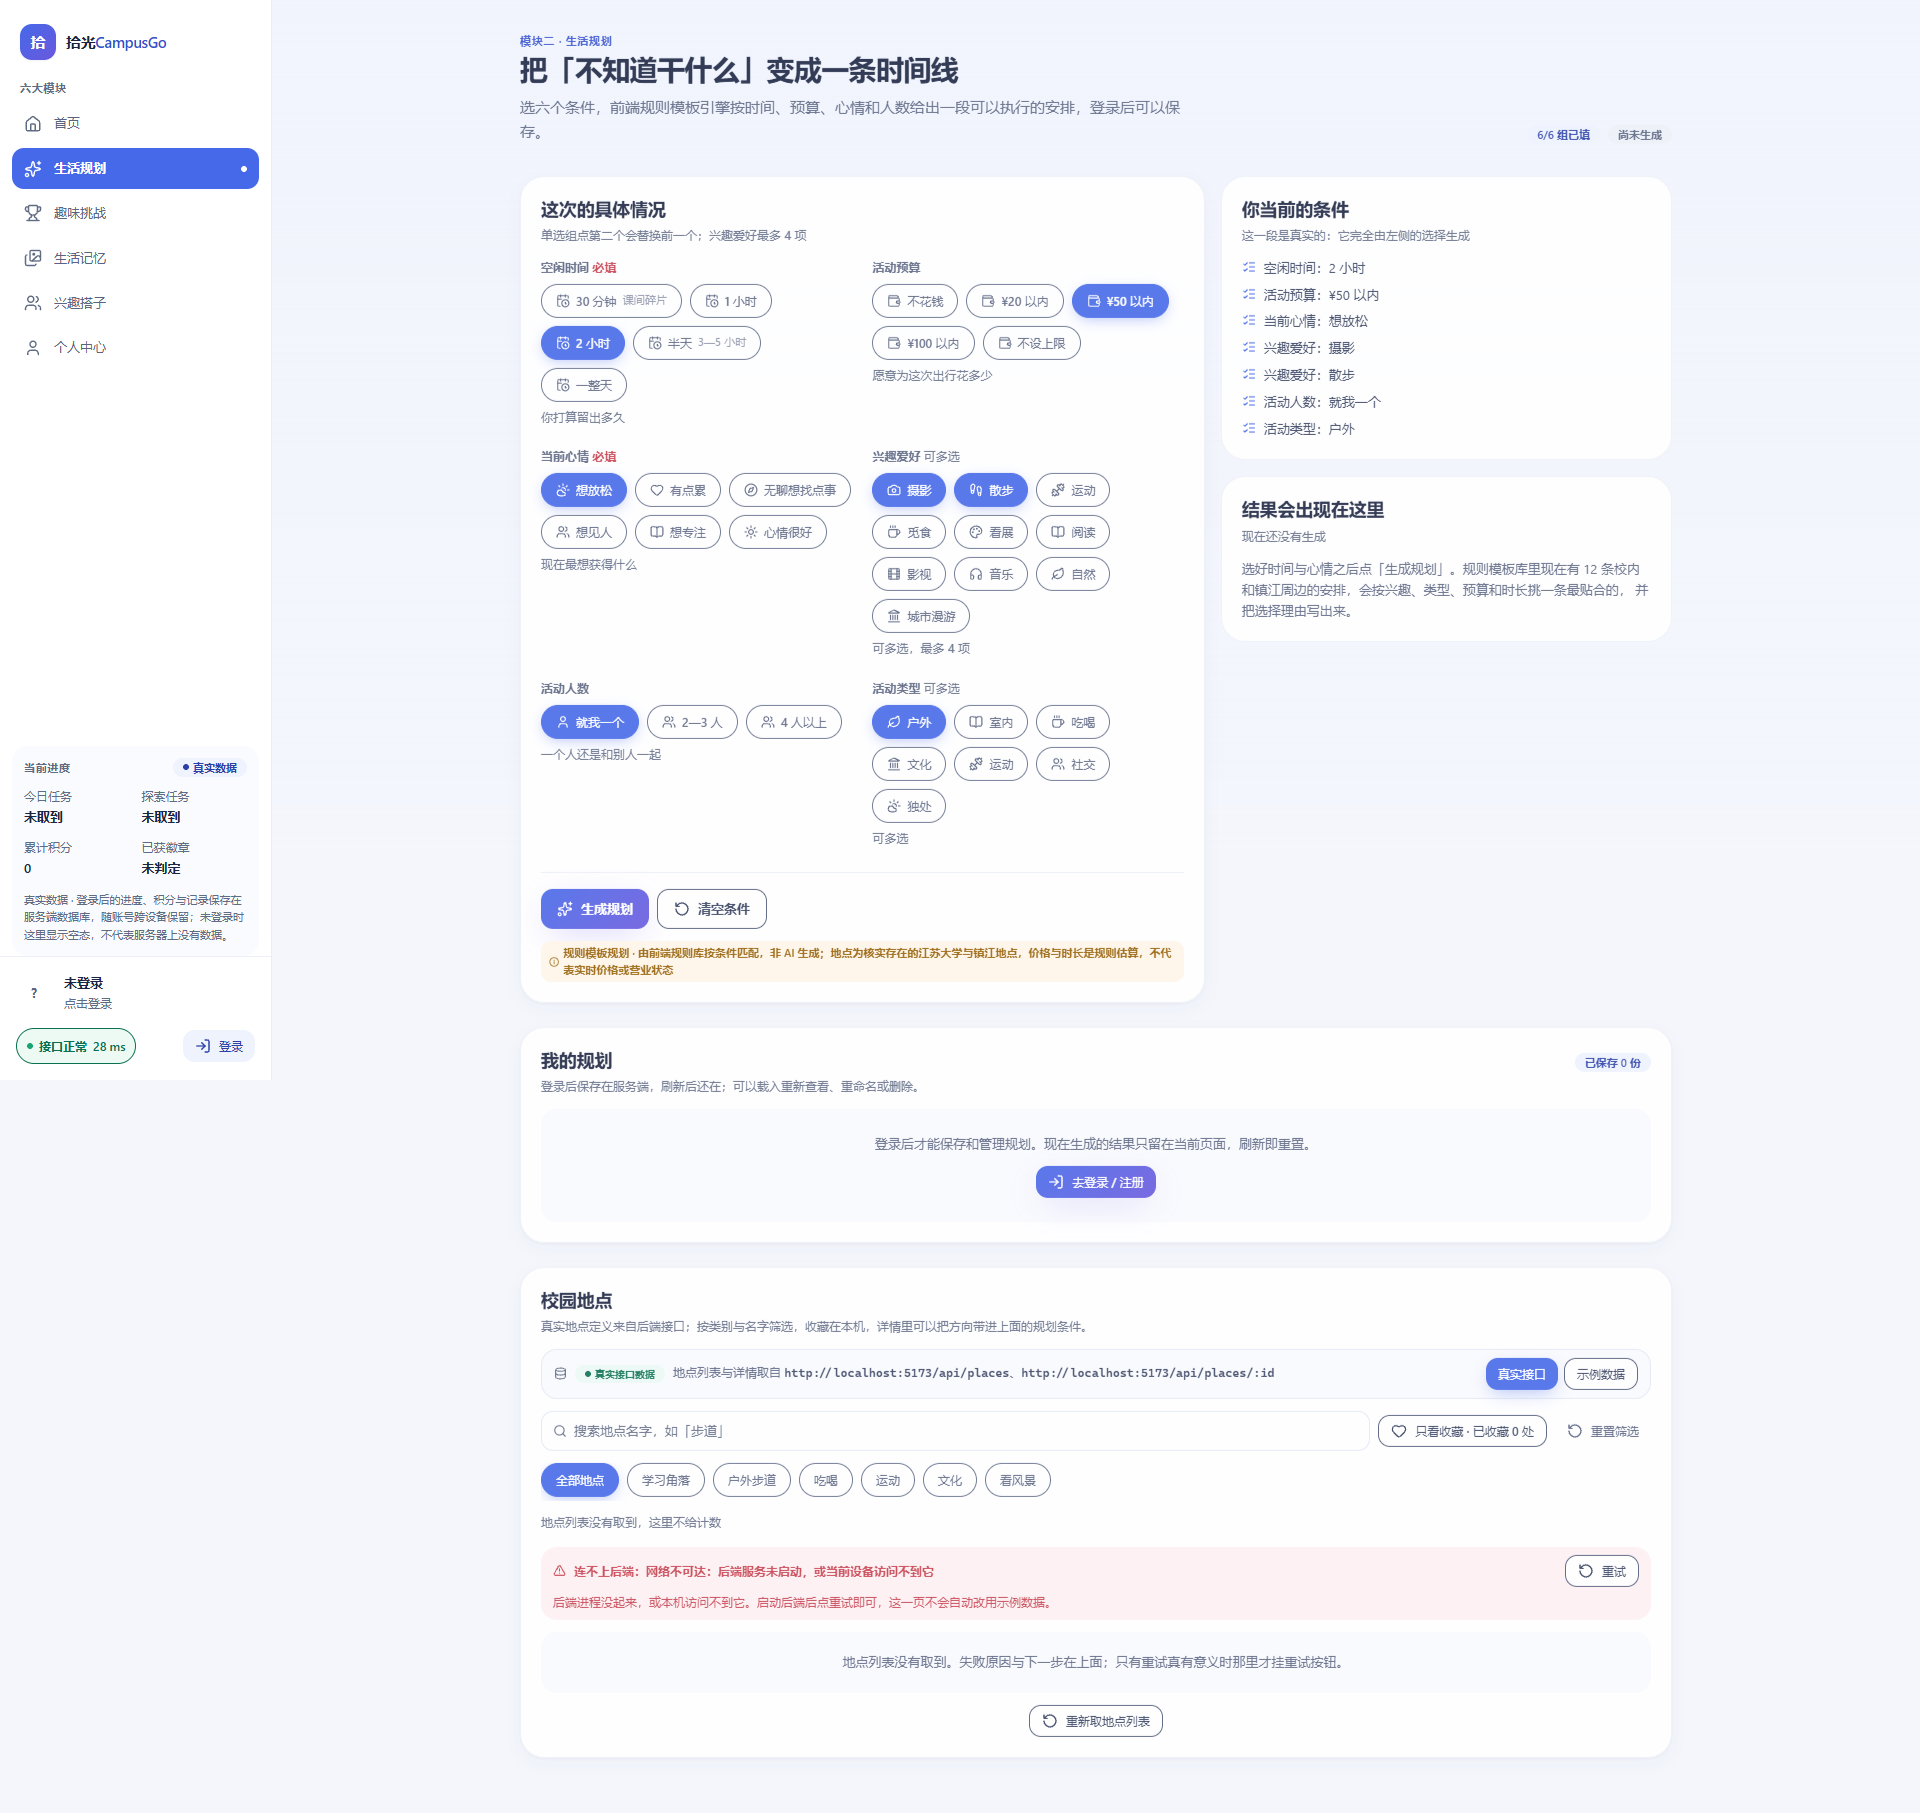 拾 拾光CampusGo
六大模块
首页
生活规划
趣味挑战
生活记忆
兴趣搭子
个人中心
当前进度 真实数据
今日任务 探索任务
未取到 未取到
累计积分 已获徽章
0 未判定
真实数据 · 登录后的进度、积分与记录保存在
服务端数据库，随账号跨设备保留；未登录时
这里显示空态，不代表服务器上没有数据。
? 未登录
点击登录
接口正常 28 ms 登录
模块二 · 生活规划
把「不知道干什么」变成一条时间线
选六个条件，前端规则模板引擎按时间、预算、心情和人数给出一段可以执行的安排，登录后可以保
存。
6/6 组已填 尚未生成
这次的具体情况
单选组点第二个会替换前一个；兴趣爱好最多 4 项
空闲时间 必填
30 分钟 课间碎片 1 小时
2 小时 半天 3—5 小时
一整天
你打算留出多久
活动预算
不花钱 ¥20 以内 ¥50 以内
¥100 以内 不设上限
愿意为这次出行花多少
当前心情 必填
想放松 有点累 无聊想找点事
想见人 想专注 心情很好
现在最想获得什么
兴趣爱好 可多选
摄影 散步 运动
觅食 看展 阅读
影视 音乐 自然
城市漫游
可多选，最多 4 项
活动人数
就我一个 2—3 人 4 人以上
一个人还是和别人一起
活动类型 可多选
户外 室内 吃喝
文化 运动 社交
独处
可多选
生成规划 清空条件
规则模板规划 · 由前端规则库按条件匹配，非 AI 生成；地点为核实存在的江苏大学与镇江地点，价格与时长是规则估算，不代
表实时价格或营业状态
你当前的条件
这一段是真实的：它完全由左侧的选择生成
空闲时间：2 小时
活动预算：¥50 以内
当前心情：想放松
兴趣爱好：摄影
兴趣爱好：散步
活动人数：就我一个
活动类型：户外
结果会出现在这里
现在还没有生成
选好时间与心情之后点「生成规划」。规则模板库里现在有 12 条校内
和镇江周边的安排，会按兴趣、类型、预算和时长挑一条最贴合的， 并
把选择理由写出来。
我的规划 已保存 0 份
登录后保存在服务端，刷新后还在；可以载入重新查看、重命名或删除。
登录后才能保存和管理规划。现在生成的结果只留在当前页面，刷新即重置。
去登录 / 注册
校园地点
真实地点定义来自后端接口；按类别与名字筛选，收藏在本机，详情里可以把方向带进上面的规划条件。
真实接口数据 地点列表与详情取自 http://localhost:5173/api/places、http://localhost:5173/api/places/:id 真实接口 示例数据
搜索地点名字，如「步道」 只看收藏 · 已收藏 0 处 重置筛选
全部地点 学习角落 户外步道 吃喝 运动 文化 看风景
地点列表没有取到，这里不给计数
连不上后端：网络不可达：后端服务未启动，或当前设备访问不到它 重试
后端进程没起来，或本机访问不到它。启动后端后点重试即可，这一页不会自动改用示例数据。
地点列表没有取到。失败原因与下一步在上面；只有重试真有意义时那里才挂重试按钮。
重新取地点列表